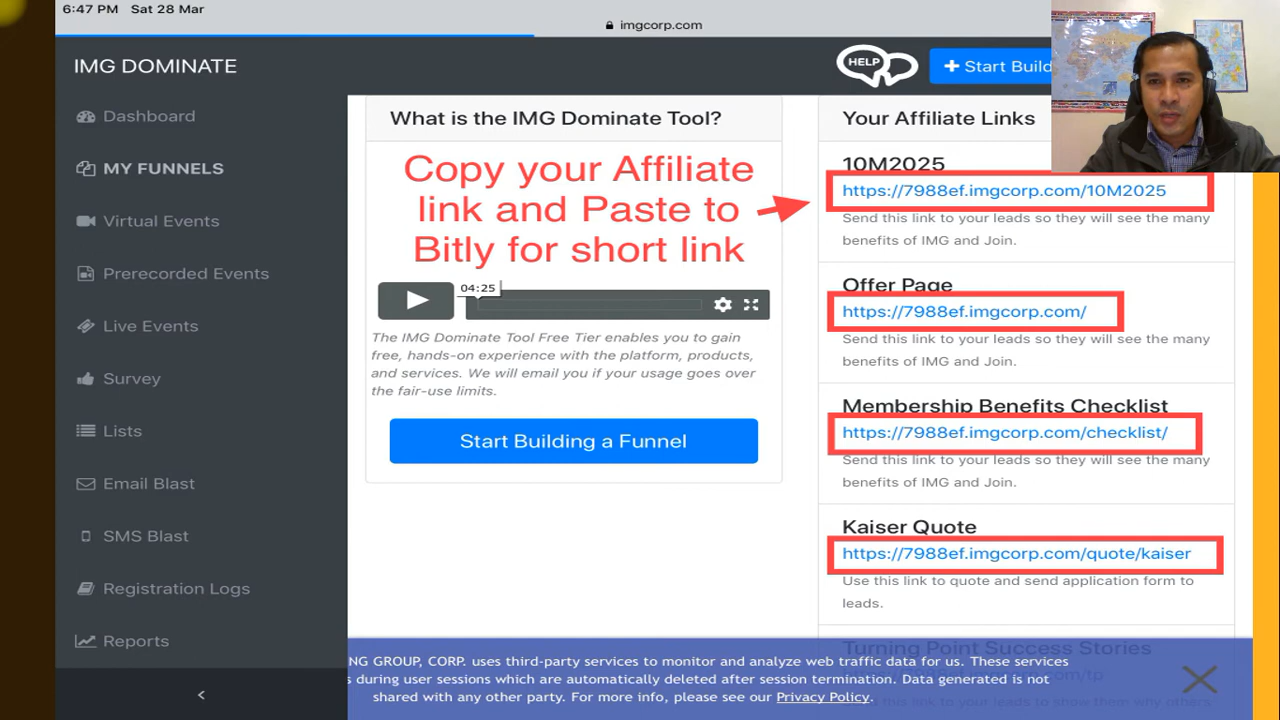 6:47 PM Sat 28 Mar
imgcorp.com
IMG DOMINATE
HELP
+ Start Build
Dashboard
MY FUNNELS
Virtual Events
Prerecorded Events
Live Events
Survey
Lists
Email Blast
SMS Blast
Registration Logs
Reports
<
What is the IMG Dominate Tool?
Copy your Affiliate
link and Paste to
Bitly for short link
04:25
The IMG Dominate Tool Free Tier enables you to gain
free, hands-on experience with the platform, products,
and services. We will email you if your usage goes over
the fair-use limits.
Start Building a Funnel
Your Affiliate Links
10M2025
https://7988ef.imgcorp.com/10M2025
Send this link to your leads so they will see the many
benefits of IMG and Join.
Offer Page
https://7988ef.imgcorp.com/
Send this link to your leads so they will see the many
benefits of IMG and Join.
Membership Benefits Checklist
https://7988ef.imgcorp.com/checklist/
Send this link to your leads so they will see the many
benefits of IMG and Join.
Kaiser Quote
https://7988ef.imgcorp.com/quote/kaiser
Use this link to quote and send application form to
leads.
Turning Point Success Stories
NG GROUP, CORP. uses third-party services to monitor and analyze web traffic data for us. These services
s during user sessions which are automatically deleted after session termination. Data generated is not
shared with any other party. For more info, please see our Privacy Policy.